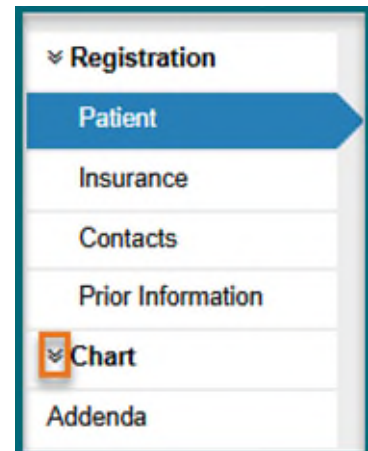 Registration
Patient
Insurance
Contacts
Prior Information
Chart
Addenda